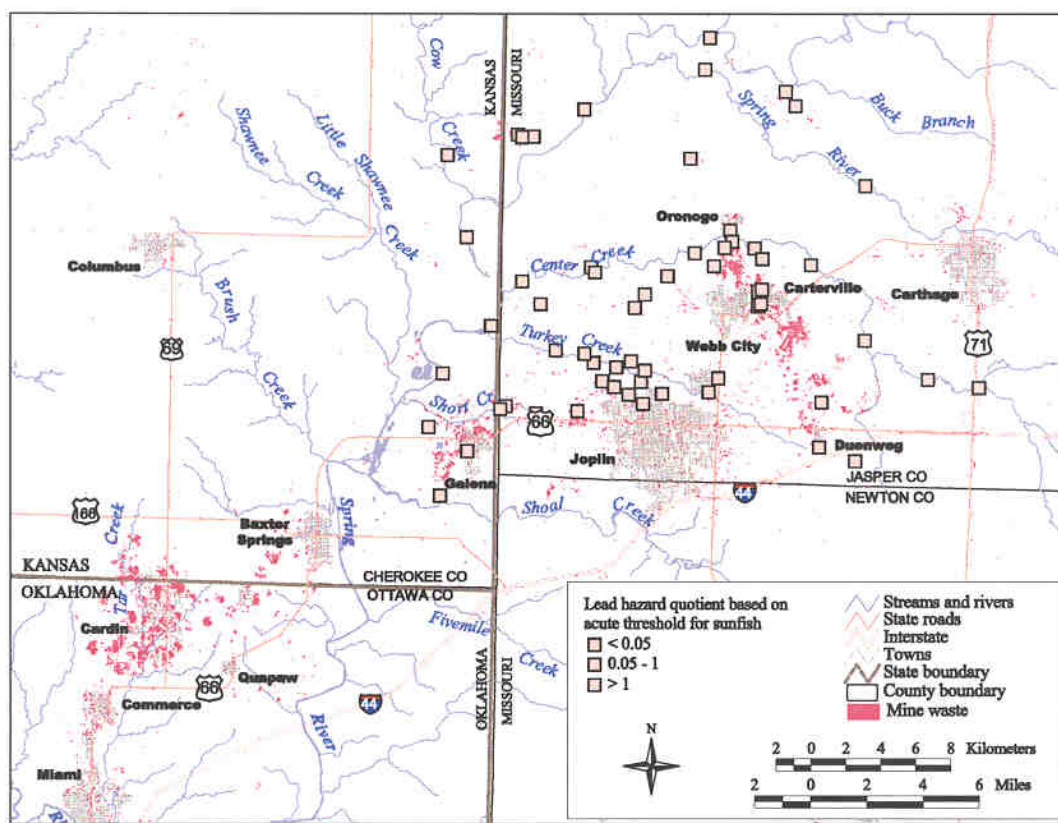 Cow
Creek
KANSAS
MISSOURI
Spring
River
Buck
Branch
Shawnee
Creek
Little
Shawnee
Creek
Oronogo
Columbus
Center Creek
Carterville
Carthage
Brush
Creek
69
Turkey
Creek
Webb City
71
Short Cr
66
Joplin
Duenweg
Galena
JASPER CO
NEWTON CO
44
Shoal
Creek
166
Creek
Tar
Baxter
Springs
Spring
KANSAS
OKLAHOMA
CHEROKEE CO
OTTAWA CO
Cardin
Fivemile
Creek
Quapaw
66
Commerce
44
River
OKLAHOMA
MISSOURI
Miami
Lead hazard quotient based on
acute threshold for sunfish
< 0.05
0.05 - 1
> 1
Streams and rivers
State roads
Interstate
Towns
State boundary
County boundary
Mine waste
N
2 0 2 4 6 8 Kilometers
2 0 2 4 6 Miles